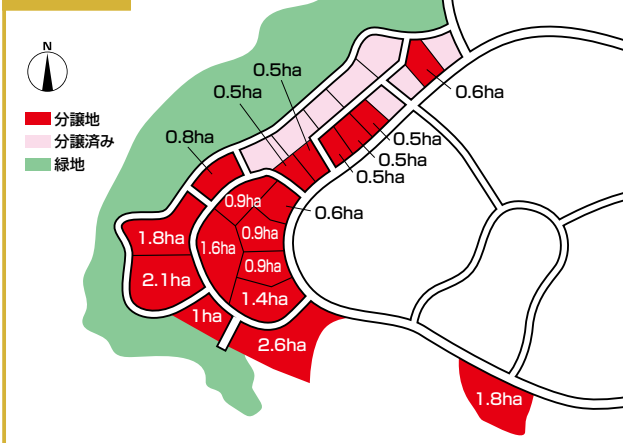 N
分譲地
分譲済み
緑地
0.5ha
0.5ha
0.8ha
0.6ha
0.5ha
0.5ha
0.5ha
0.9ha
0.6ha
1.8ha
1.6ha
0.9ha
2.1ha
0.9ha
1.4ha
1ha
2.6ha
1.8ha